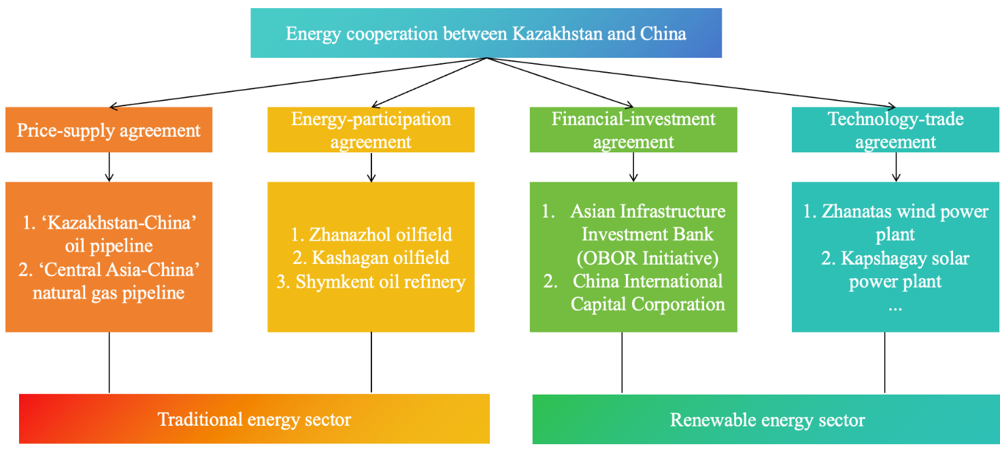 Energy cooperation between Kazakhstan and China
Price-supply agreement
Energy-participation
agreement
Financial-investment
agreement
Technology-trade
agreement
1. ‘Kazakhstan-China’
oil pipeline
2. ‘Central Asia-China’
natural gas pipeline
1. Zhanazhol oilfield
2. Kashagan oilfield
3. Shymkent oil refinery
1. Asian Infrastructure
Investment Bank
(OBOR Initiative)
2. China International
Capital Corporation
1. Zhanatas wind power
plant
2. Kapshagay solar
power plant
...
Traditional energy sector
Renewable energy sector